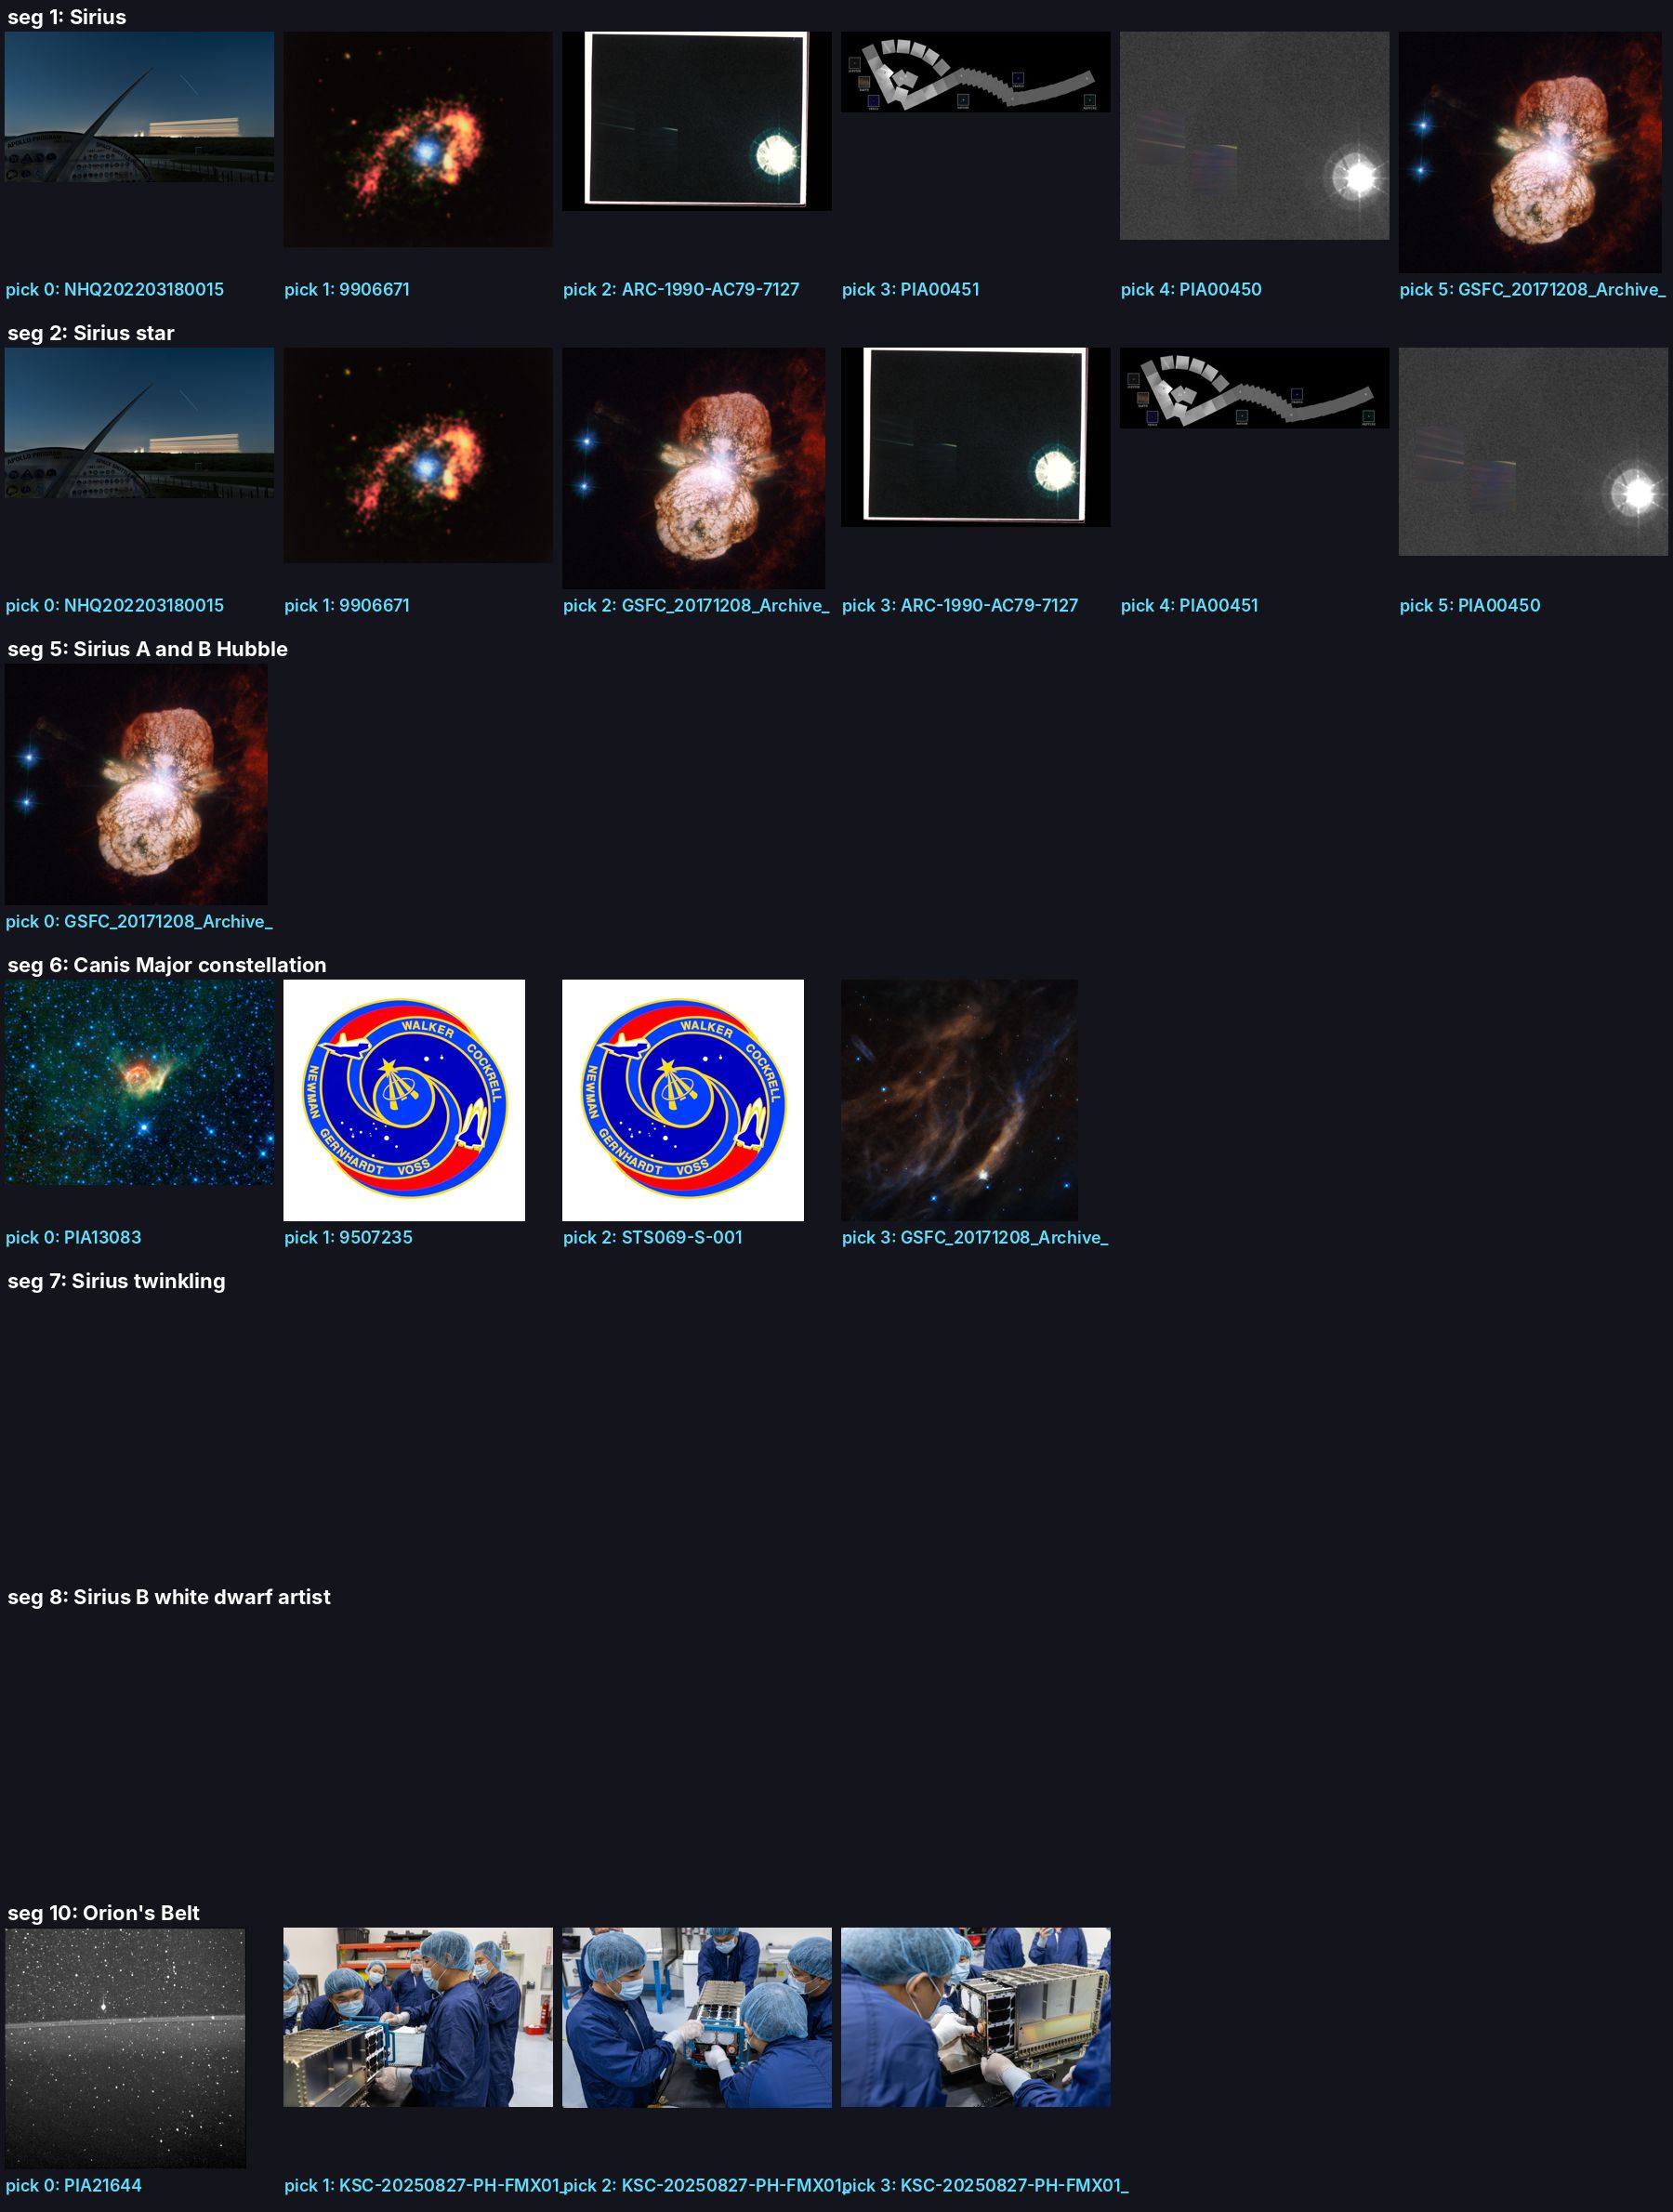 seg 1: Sirius
APOLLO PROGRAM
pick 0: NHQ202203180015
pick 1: 9906671
pick 2: ARC-1990-AC79-7127
pick 3: PIA00451
pick 4: PIA00450
pick 5: GSFC_20171208_Archive_
seg 2: Sirius star
APOLLO PROGRAM
pick 0: NHQ202203180015
pick 1: 9906671
pick 2: GSFC_20171208_Archive_
pick 3: ARC-1990-AC79-7127
pick 4: PIA00451
pick 5: PIA00450
seg 5: Sirius A and B Hubble
pick 0: GSFC_20171208_Archive_
seg 6: Canis Major constellation
WALKER
COCKRELL
NEWMAN
GERNHARDT
VOSS
WALKER
COCKRELL
NEWMAN
GERNHARDT
VOSS
pick 0: PIA13083
pick 1: 9507235
pick 2: STS069-S-001
pick 3: GSFC_20171208_Archive_
seg 7: Sirius twinkling
seg 8: Sirius B white dwarf artist
seg 10: Orion's Belt
pick 0: PIA21644
pick 1: KSC-20250827-PH-FMX01_
pick 2: KSC-20250827-PH-FMX01_
pick 3: KSC-20250827-PH-FMX01_